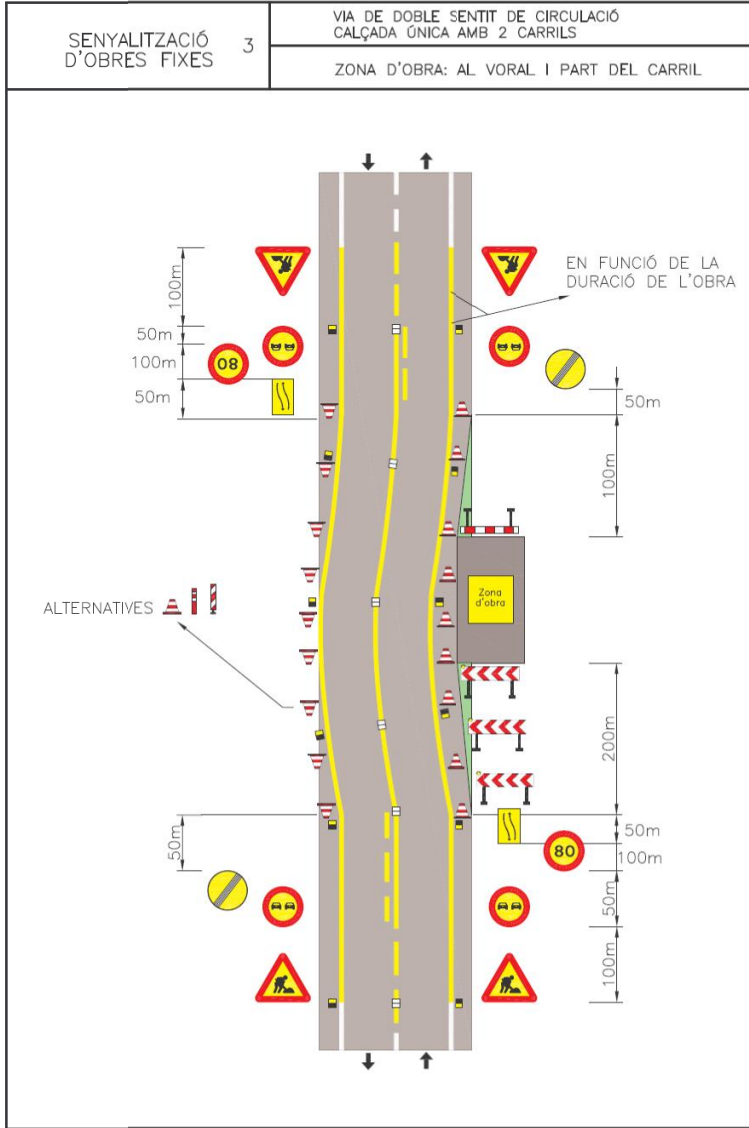 SENYALITZACIÓ
D'OBRES FIXES
3
VIA DE DOBLE SENTIT DE CIRCULACIÓ
CALÇADA ÚNICA AMB 2 CARRILS
ZONA D'OBRA: AL VORAL I PART DEL CARRIL
EN FUNCIÓ DE LA
DURACIÓ DE L'OBRA
100m
50m
100m
50m
80
50m
100m
ALTERNATIVES
Zona
d'obra
200m
50m
80
50m
100m
50m
100m